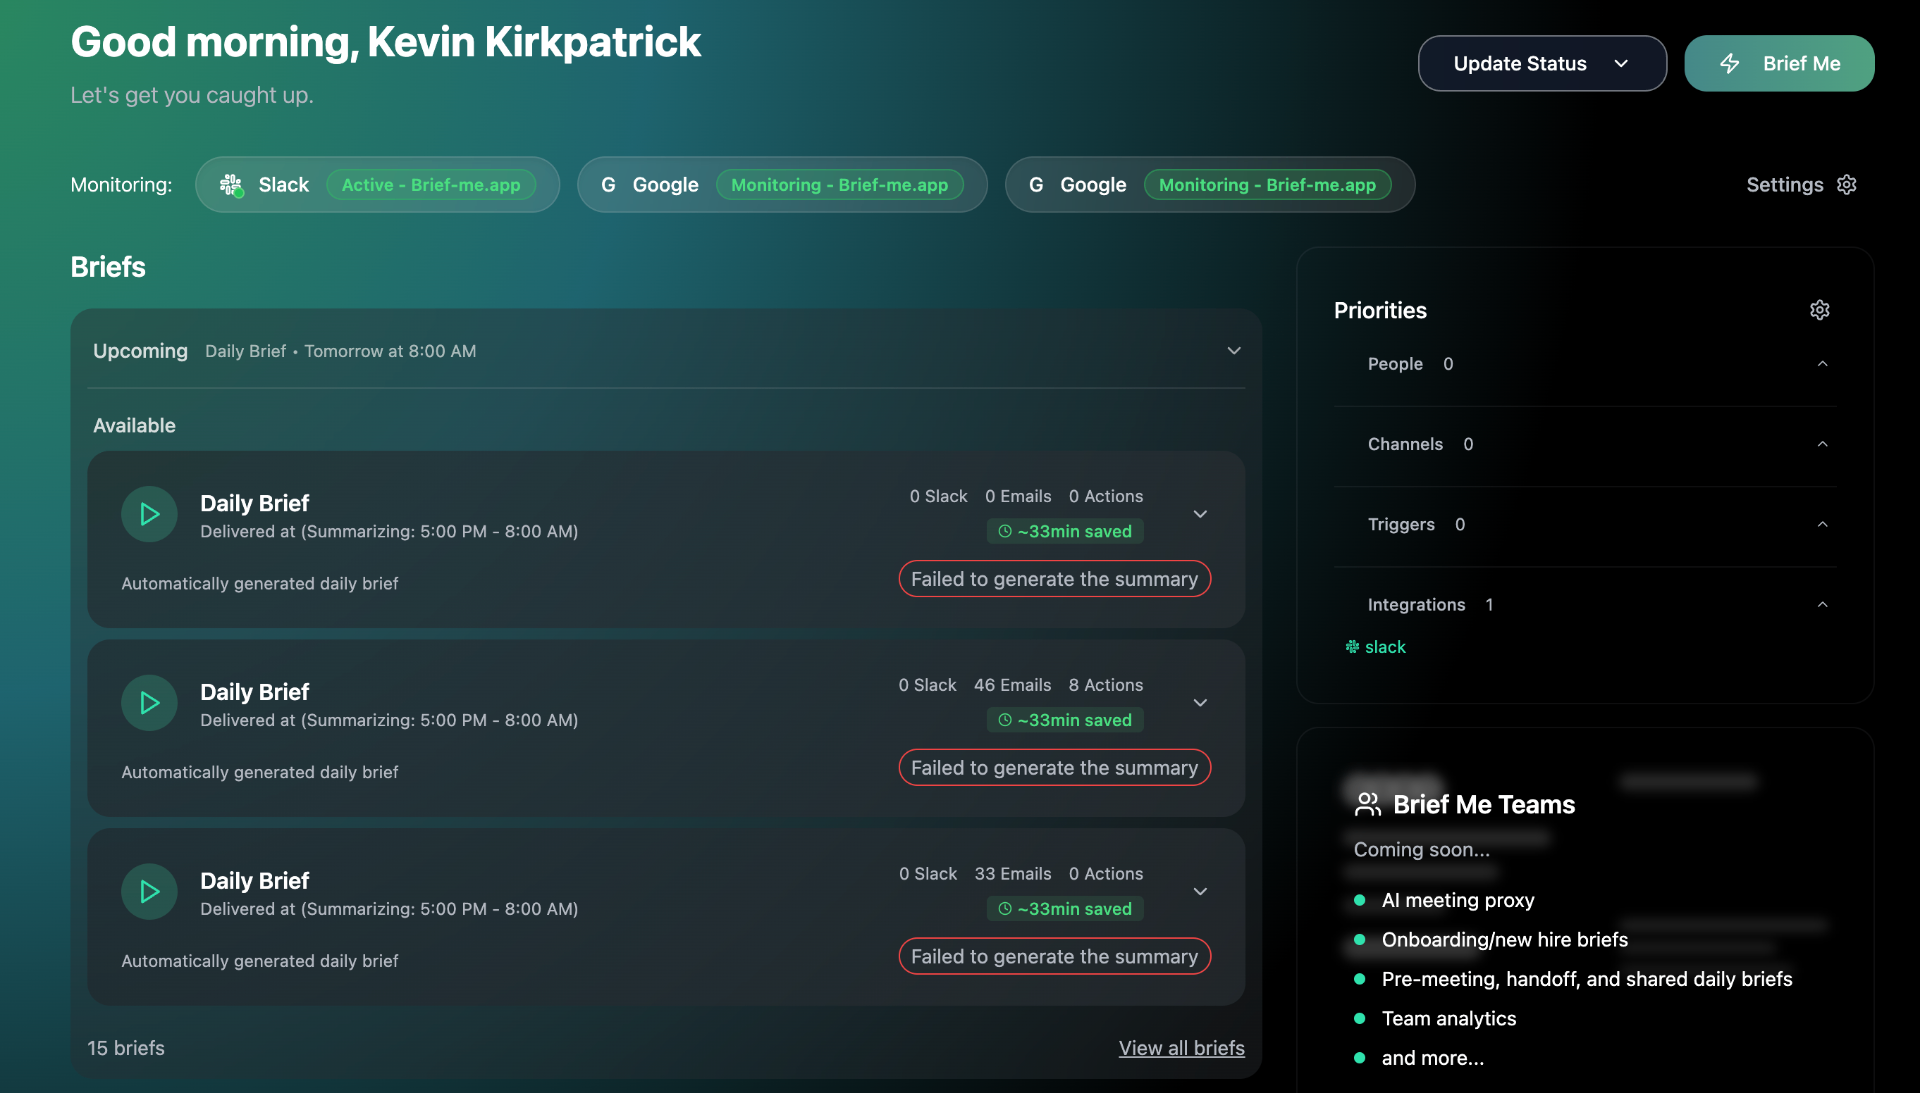 Good morning, Kevin Kirkpatrick
Let's get you caught up.
Update Status
Brief Me
Monitoring:
Slack
Active - Brief-me.app
G
Google
Monitoring - Brief-me.app
G
Google
Monitoring - Brief-me.app
Settings
Briefs
Upcoming
Daily Brief • Tomorrow at 8:00 AM
Available
Daily Brief
Delivered at (Summarizing: 5:00 PM - 8:00 AM)
Automatically generated daily brief
0 Slack 0 Emails 0 Actions
~33min saved
Failed to generate the summary
Daily Brief
Delivered at (Summarizing: 5:00 PM - 8:00 AM)
Automatically generated daily brief
0 Slack 46 Emails 8 Actions
~33min saved
Failed to generate the summary
Daily Brief
Delivered at (Summarizing: 5:00 PM - 8:00 AM)
Automatically generated daily brief
0 Slack 33 Emails 0 Actions
~33min saved
Failed to generate the summary
15 briefs
View all briefs
Priorities
People 0
Channels 0
Triggers 0
Integrations 1
slack
Brief Me Teams
Coming soon...
AI meeting proxy
Onboarding/new hire briefs
Pre-meeting, handoff, and shared daily briefs
Team analytics
and more...